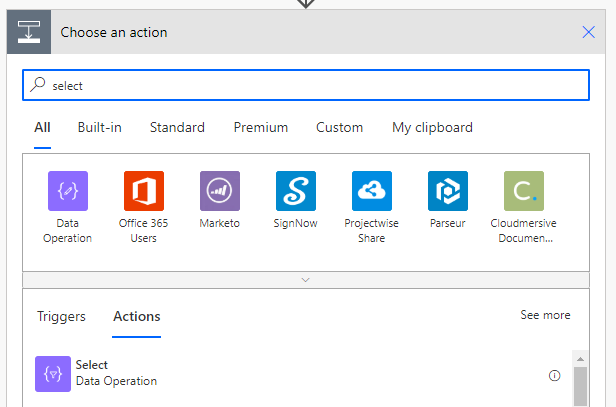 Choose an action
select
All Built-in Standard Premium Custom My clipboard
Data Operation
Office 365 Users
Marketo
SignNow
Projectwise Share
Parseur
Cloudmersive Documen...
Triggers Actions See more
Select
Data Operation